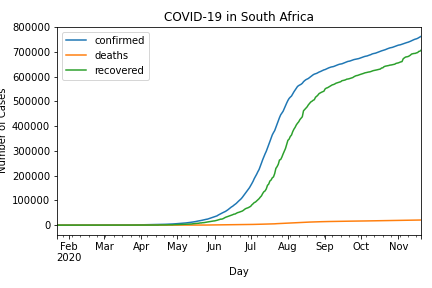 COVID-19 in South Africa
800000
700000
600000
500000
400000
300000
200000
100000
0
Number of Cases
confirmed
deaths
recovered
Feb Mar Apr May Jun Jul Aug Sep Oct Nov
2020
Day